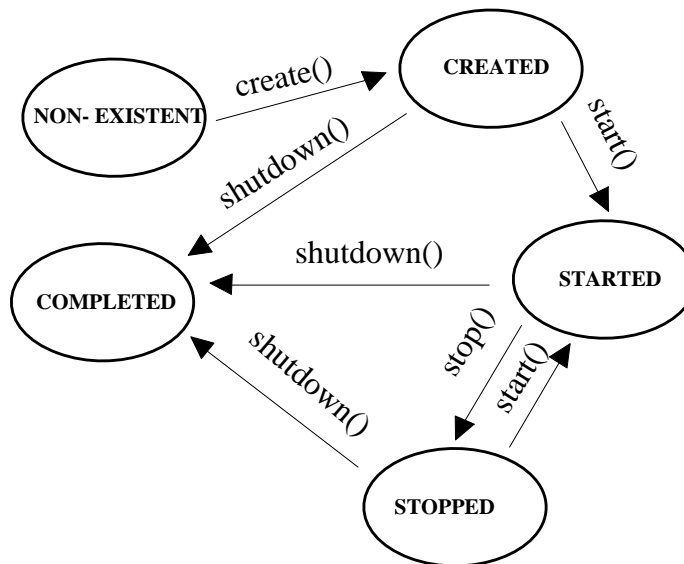 CREATED
create()
NON- EXISTENT
start()
shutdown()
shutdown()
STARTED
COMPLETED
stop()
start()
shutdown()
STOPPED